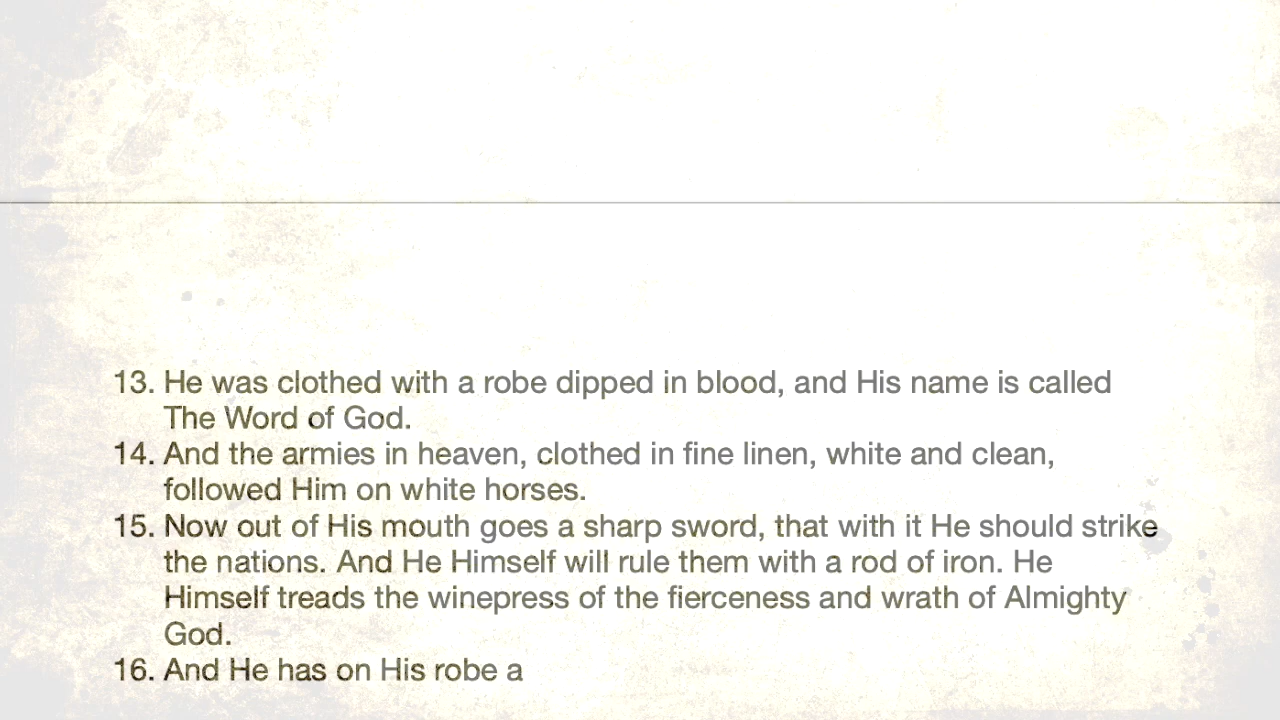 13. He was clothed with a robe dipped in blood, and His name is called
The Word of God.
14. And the armies in heaven, clothed in fine linen, white and clean,
followed Him on white horses.
15. Now out of His mouth goes a sharp sword, that with it He should strike
the nations. And He Himself will rule them with a rod of iron. He
Himself treads the winepress of the fierceness and wrath of Almighty
God.
16. And He has on His robe a